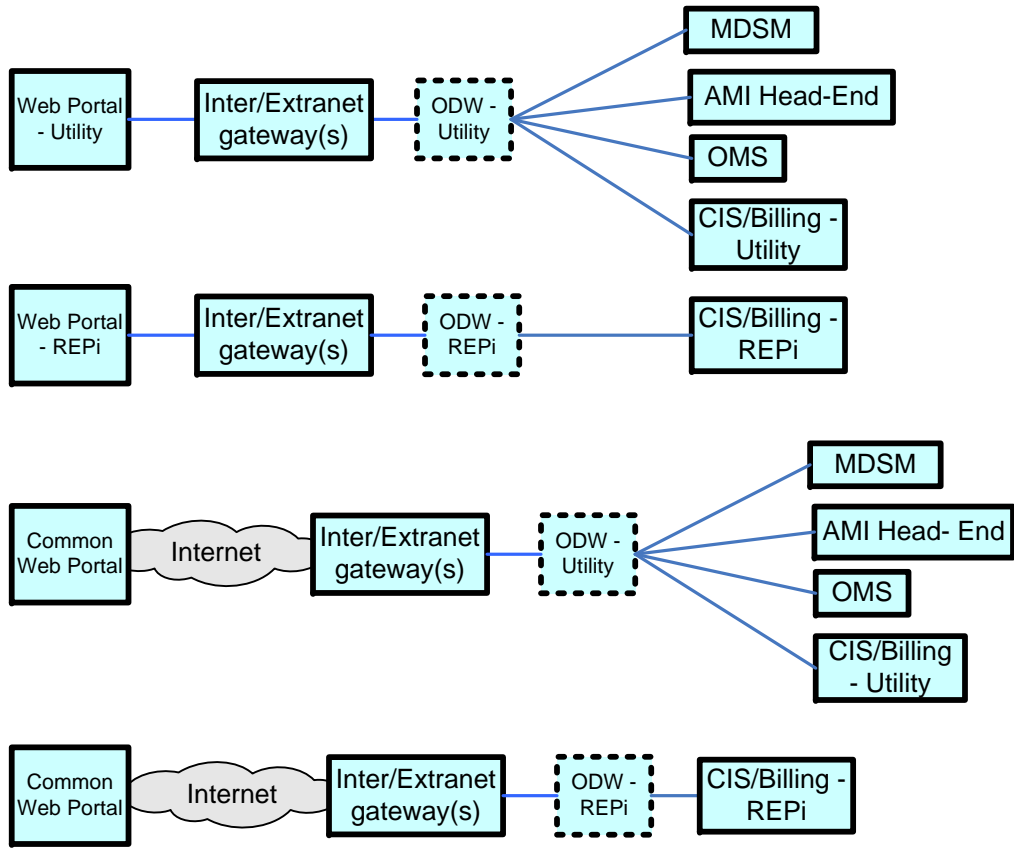 MDSM
Web Portal
- Utility
Inter/Extranet
gateway(s)
ODW -
Utility
AMI Head-End
OMS
CIS/Billing -
Utility
Web Portal
- REPi
Inter/Extranet
gateway(s)
ODW -
REPi
CIS/Billing -
REPi
MDSM
Common
Web Portal
Internet
Inter/Extranet
gateway(s)
ODW -
Utility
AMI Head- End
OMS
CIS/Billing
- Utility
Common
Web Portal
Internet
Inter/Extranet
gateway(s)
ODW -
REPi
CIS/Billing -
REPi